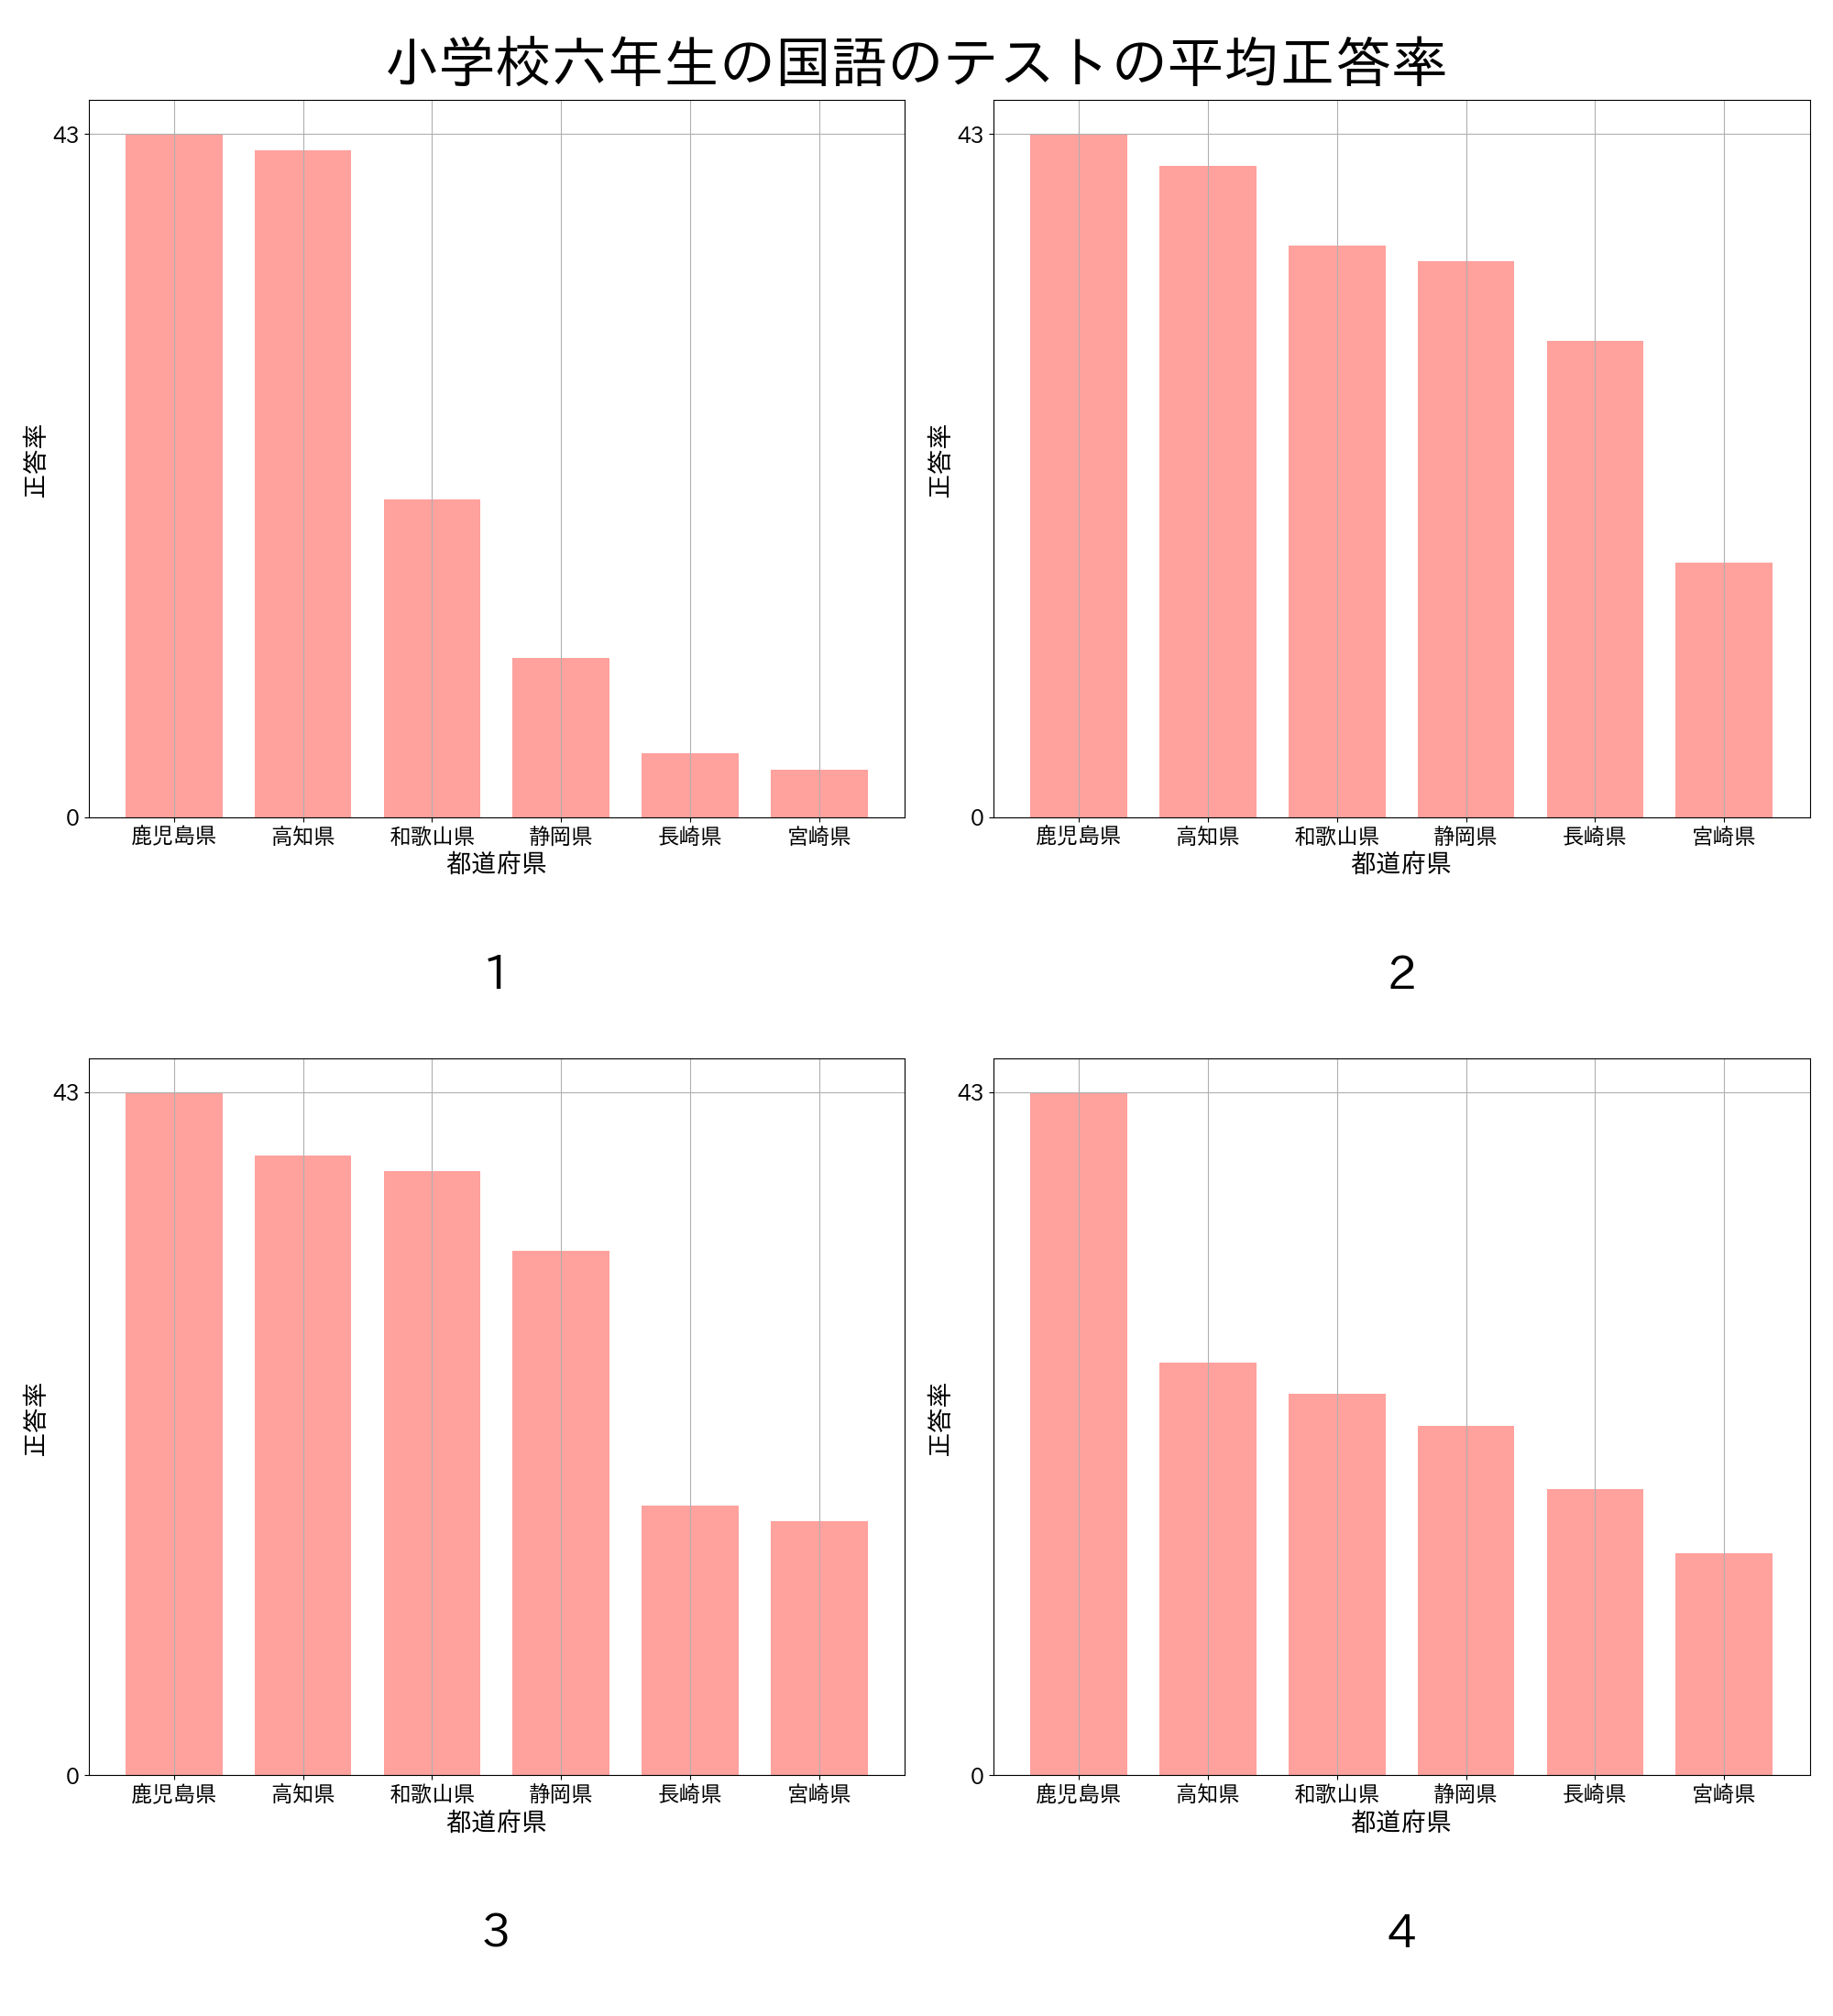 小学校六年生の国語のテストの平均正答率
43
0
正答率
鹿児島県 高知県 和歌山県 静岡県 長崎県 宮崎県
都道府県
1
43
0
正答率
鹿児島県 高知県 和歌山県 静岡県 長崎県 宮崎県
都道府県
2
43
0
正答率
鹿児島県 高知県 和歌山県 静岡県 長崎県 宮崎県
都道府県
3
43
0
正答率
鹿児島県 高知県 和歌山県 静岡県 長崎県 宮崎県
都道府県
4